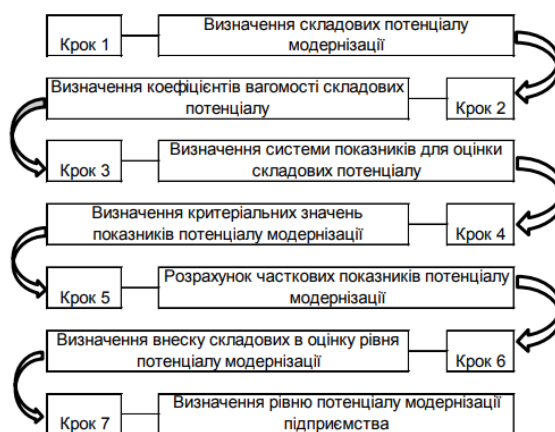 Крок 1
Визначення складових потенціалу
модернізації
Визначення коефіцієнтів вагомості складових
потенціалу
Крок 2
Крок 3
Визначення системи показників для оцінки
складових потенціалу
Визначення критеріальних значень
показників потенціалу модернізації
Крок 4
Крок 5
Розрахунок часткових показників потенціалу
модернізації
Визначення внеску складових в оцінку рівня
потенціалу модернізації
Крок 6
Крок 7
Визначення рівню потенціалу модернізації
підприємства